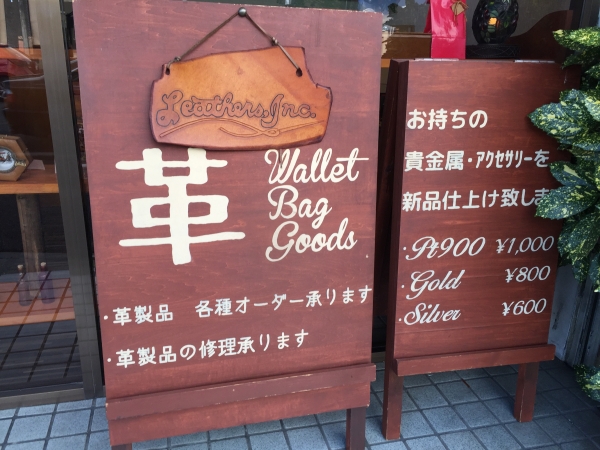 Leathers, Inc.
革
Wallet
Bag
Goods
・革製品 各種オーダー承ります
・革製品の修理承ります
お持ちの
貴金属・アクセサリーを
新品仕上げ致しま
・Pt900 ¥1,000
・Gold ¥800
・Silver ¥600